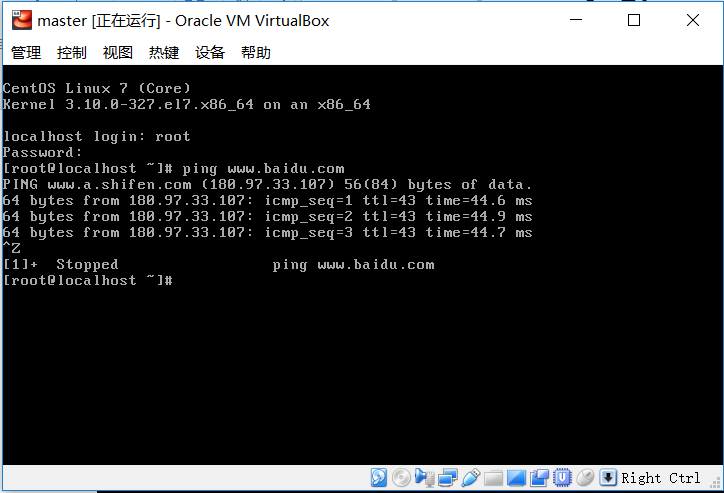 master [正在运行] - Oracle VM VirtualBox
管理 控制 视图 热键 设备 帮助
CentOS Linux 7 (Core)
Kernel 3.10.0-327.el7.x86_64 on an x86_64
localhost login: root
Password:
[root@localhost ~]# ping www.baidu.com
PING www.a.shifen.com (180.97.33.107) 56(84) bytes of data.
64 bytes from 180.97.33.107: icmp_seq=1 ttl=43 time=44.6 ms
64 bytes from 180.97.33.107: icmp_seq=2 ttl=43 time=44.9 ms
64 bytes from 180.97.33.107: icmp_seq=3 ttl=43 time=44.7 ms
^Z
[1]+  Stopped                 ping www.baidu.com
[root@localhost ~]#
Right Ctrl